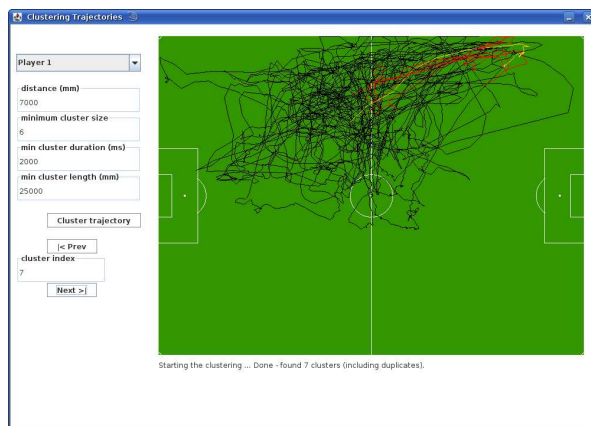 Clustering Trajectories
Player 1
distance (mm)
7000
minimum cluster size
6
min cluster duration (ms)
2000
min cluster length (mm)
25000
Cluster trajectory
|< Prev
cluster index
7
Next >|
Starting the clustering ... Done - found 7 clusters (including duplicates).